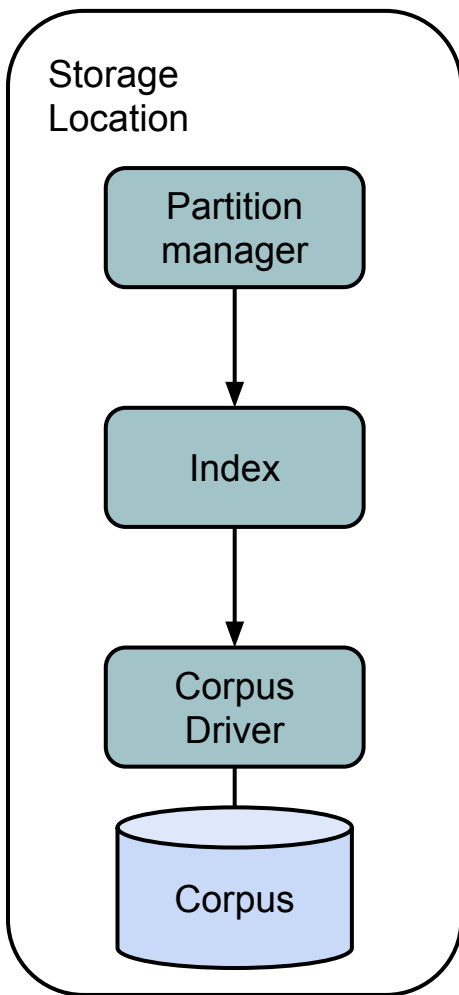 Storage
Location
Partition
manager
Index
Corpus
Driver
Corpus